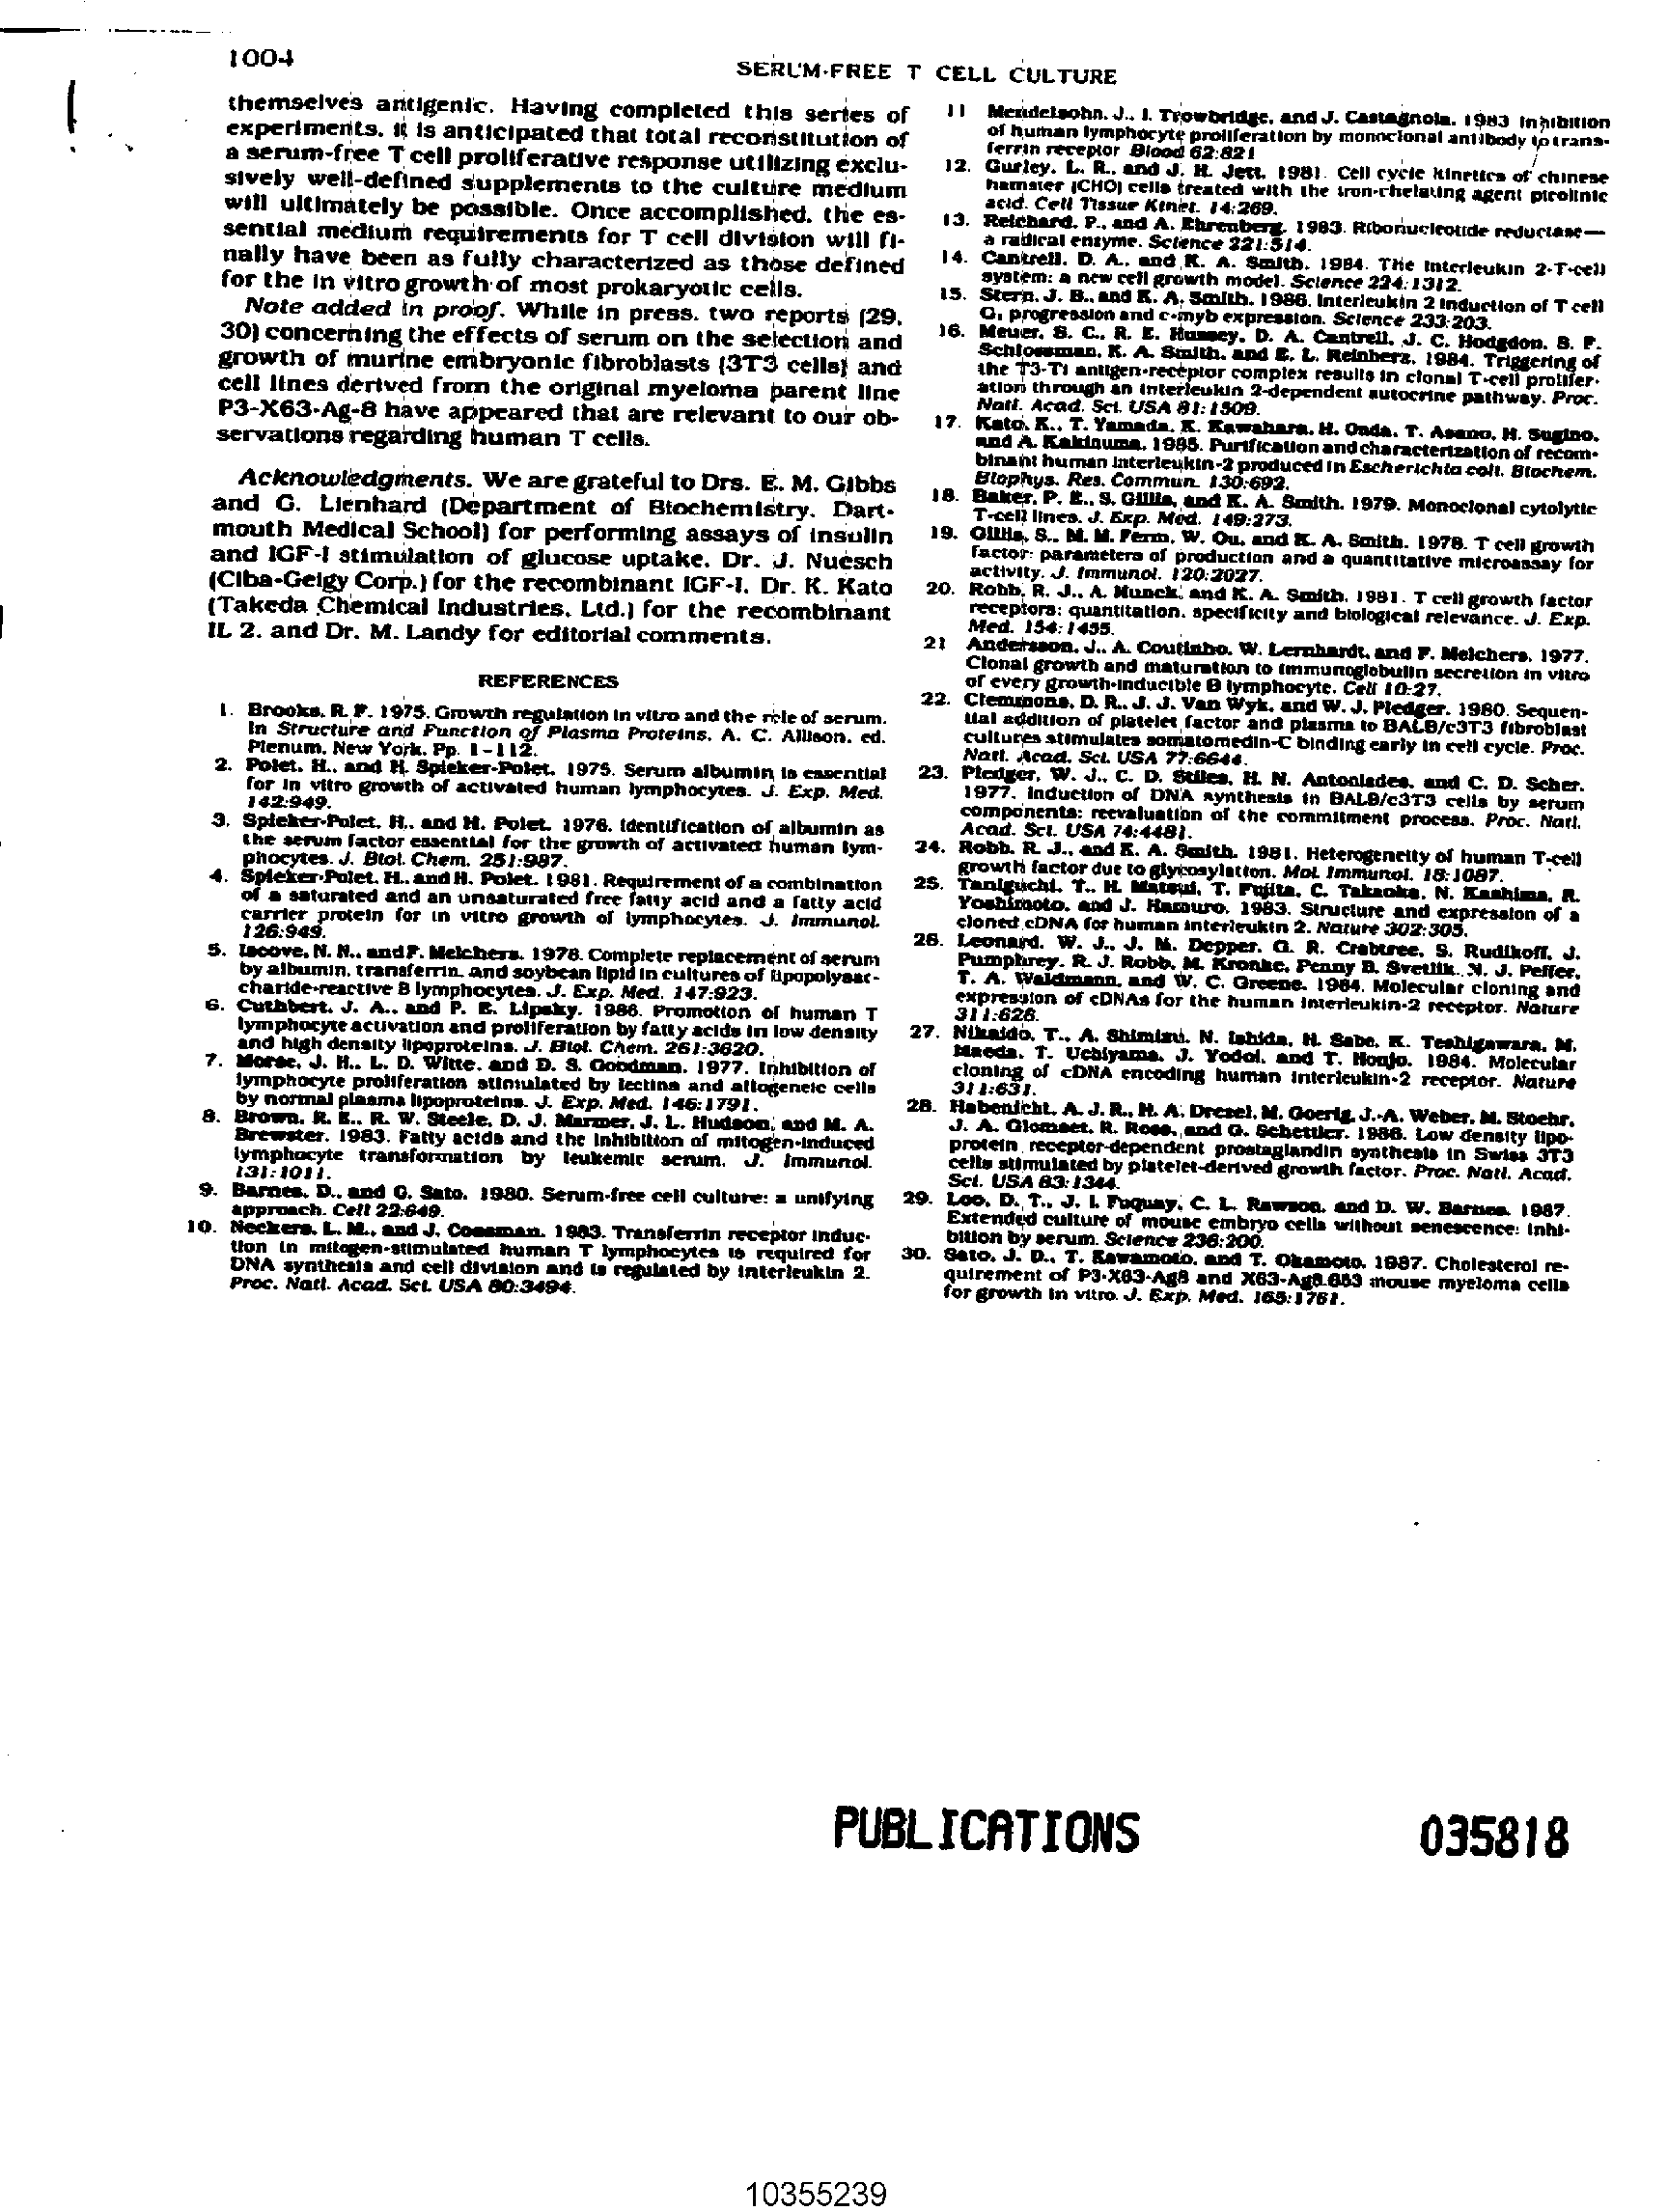 1004
SERUM-FREE T CELL CULTURE
themselves antigenic. Having completed this series of
experiments, it is anticipated that total reconstitution of
a serum-free T cell proliferative response utilizing exclu-
sively well-defined supplements to the culture medium
will ultimately be possible. Once accomplished, the es-
sential medium requirements for T cell division will fi-
nally have been as fully characterized as those defined
for the in vitro growth of most prokaryotic cells.
Note added in proof. While in press, two reports (29,
30) concerning the effects of serum on the selection and
growth of murine embryonic fibroblasts (3T3 cells) and
cell lines derived from the original myeloma parent line
P3-X63-Ag-8 have appeared that are relevant to our ob-
servations regarding human T cells.
Acknowledgments. We are grateful to Drs. E. M. Gibbs
and G. Lienhard (Department of Biochemistry, Dart-
mouth Medical School) for performing assays of insulin
and IGF-I stimulation of glucose uptake, Dr. J. Nuesch
(Ciba-Geigy Corp.) for the recombinant IGF-I, Dr. K. Kato
(Takeda Chemical Industries, Ltd.) for the recombinant
IL 2, and Dr. M. Landy for editorial comments.
REFERENCES
1. Brooks, R. F. 1975. Growth regulation in vitro and the role of serum.
In Structure and Function of Plasma Proteins. A. C. Allison, ed.
Plenum, New York, Pp. 1-112.
2. Polet, H., and H. Spieker-Polet. 1975. Serum albumin is essential
for in vitro growth of activated human lymphocytes. J. Exp. Med.
142:949.
3. Spieker-Polet, H., and H. Polet. 1976. Identification of albumin as
the serum factor essential for the growth of activated human lym-
phocytes. J. Biol. Chem. 251:987.
4. Spieker-Polet, H., and H. Polet. 1981. Requirement of a combination
of a saturated and an unsaturated free fatty acid and a fatty acid
carrier protein for in vitro growth of lymphocytes. J. Immunol.
126:949.
5. Iscove, N. N., and F. Melchers. 1978. Complete replacement of serum
by albumin, transferrin, and soybean lipid in cultures of lipopolysac-
charide-reactive B lymphocytes. J. Exp. Med. 147:923.
6. Cuthbert, J. A., and P. E. Lipsky. 1986. Promotion of human T
lymphocyte activation and proliferation by fatty acids in low density
and high density lipoproteins. J. Biol. Chem. 261:3620.
7. Morse, J. H., L. D. Witte, and D. S. Goodman. 1977. Inhibition of
lymphocyte proliferation stimulated by lectins and allogeneic cells
by normal plasma lipoproteins. J. Exp. Med. 146:1791.
8. Brown, R. E., R. W. Steele, D. J. Marmer, J. L. Hudson, and M. A.
Brewster. 1983. Fatty acids and the inhibition of mitogen-induced
lymphocyte transformation by leukemic serum. J. Immunol.
131:1011.
9. Barnes, D., and G. Sato. 1980. Serum-free cell culture: a unifying
approach. Cell 22:649.
10. Neckers, L. M., and J. Cossman. 1983. Transferrin receptor induc-
tion in mitogen-stimulated human T lymphocytes is required for
DNA synthesis and cell division and is regulated by interleukin 2.
Proc. Natl. Acad. Sci. USA 80:3494.
11 Mendelsohn, J., I. Trowbridge, and J. Castagnola. 1983 Inhibition
of human lymphocyte proliferation by monoclonal antibody to trans-
ferrin receptor Blood 62:821
12. Gurley, L. R., and J. H. Jett. 1981. Cell cycle kinetics of chinese
hamster (CHO) cells treated with the iron-chelating agent picolinic
acid. Cell Tissue Kinet. 14:269.
13. Reichard, P., and A. Ehrenberg. 1983. Ribonucleotide reductase—
a radical enzyme. Science 221:514.
14. Cantrell, D. A., and K. A. Smith. 1984. The interleukin 2-T-cell
system: a new cell growth model. Science 224:1312.
15. Stern, J. B., and K. A. Smith. 1986. Interleukin 2 induction of T cell
G₁ progression and c-myb expression. Science 233:203.
16. Meuer, S. C., R. E. Hussey, D. A. Cantrell, J. C. Hodgdon, S. F.
Schlossman, K. A. Smith, and E. L. Reinherz. 1984. Triggering of
the T3-Ti antigen-receptor complex results in clonal T-cell prolifer-
ation through an interleukin 2-dependent autocrine pathway. Proc.
Natl. Acad. Sci. USA 81:1509.
17. Kato, K., T. Yamada, K. Kawahara, H. Onda, T. Asano, H. Sugino,
and A. Kakinuma. 1985. Purification and characterization of recom-
binant human interleukin-2 produced in Escherichia coli. Biochem.
Biophys. Res. Commun. 130:692.
18. Baker, P. E., S. Gillis, and K. A. Smith. 1979. Monoclonal cytolytic
T-cell lines. J. Exp. Med. 149:273.
19. Gillis, S., M. M. Ferm, W. Ou, and K. A. Smith. 1978. T cell growth
factor: parameters of production and a quantitative microassay for
activity. J. Immunol. 120:2027.
20. Robb, R. J., A. Munck, and K. A. Smith. 1981. T cell growth factor
receptors: quantitation, specificity and biological relevance. J. Exp.
Med. 154:1455.
21 Andersson, J., A. Coutinho, W. Lernhardt, and F. Melchers. 1977.
Clonal growth and maturation to immunoglobulin secretion in vitro
of every growth-inducible B lymphocyte. Cell 10:27.
22. Clemmons, D. R., J. J. Van Wyk, and W. J. Pledger. 1980. Sequen-
tial addition of platelet factor and plasma to BALB/c3T3 fibroblast
cultures stimulates somatomedin-C binding early in cell cycle. Proc.
Natl. Acad. Sci. USA 77:6644.
23. Pledger, W. J., C. D. Stiles, H. N. Antoniades, and C. D. Scher.
1977. Induction of DNA synthesis in BALB/c3T3 cells by serum
components: reevaluation of the commitment process. Proc. Natl.
Acad. Sci. USA 74:4481.
24. Robb, R. J., and K. A. Smith. 1981. Heterogeneity of human T-cell
growth factor due to glycosylation. Mol. Immunol. 18:1087.
25. Taniguchi, T., H. Matsui, T. Fujita, C. Takaoka, N. Kashima, R.
Yoshimoto, and J. Hamuro. 1983. Structure and expression of a
cloned cDNA for human interleukin 2. Nature 302:305.
26. Leonard, W. J., J. M. Depper, G. R. Crabtree, S. Rudikoff, J.
Pumphrey, R. J. Robb, M. Kronke, Penny B. Svetlik, N. J. Peffer,
T. A. Waldmann, and W. C. Greene. 1984. Molecular cloning and
expression of cDNAs for the human interleukin-2 receptor. Nature
311:626.
27. Nikaido, T., A. Shimizu, N. Ishida, H. Sabe, K. Teshigawara, M.
Maeda, T. Uchiyama, J. Yodoi, and T. Honjo. 1984. Molecular
cloning of cDNA encoding human interleukin-2 receptor. Nature
311:631.
28. Habenicht, A. J. R., H. A. Dresel, M. Goerig, J.-A. Weber, M. Stoehr,
J. A. Glomset, R. Ross, and G. Schettler. 1986. Low density lipo-
protein receptor-dependent prostaglandin synthesis in Swiss 3T3
cells stimulated by platelet-derived growth factor. Proc. Natl. Acad.
Sci. USA 83:1344.
29. Loo, D. T., J. I. Fuquay, C. L. Rawson, and D. W. Barnes. 1987.
Extended culture of mouse embryo cells without senescence: inhi-
bition by serum. Science 236:200.
30. Sato, J. D., T. Kawamoto, and T. Okamoto. 1987. Cholesterol re-
quirement of P3-X63-Ag8 and X63-Ag8.653 mouse myeloma cells
for growth in vitro. J. Exp. Med. 165:1761.
PUBLICATIONS
035818
10355239